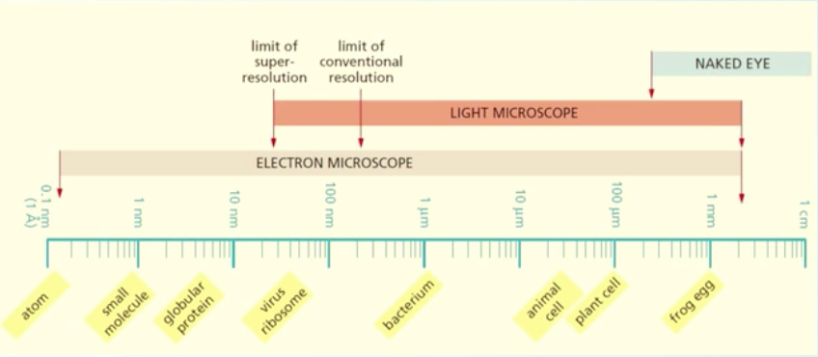 limit of
super-
resolution
limit of
conventional
resolution
NAKED EYE
LIGHT MICROSCOPE
ELECTRON MICROSCOPE
0.1 nm
(1 Å)
1 nm
10 nm
100 nm
1 µm
10 µm
100 µm
1 mm
1 cm
atom
small
molecule
globular
protein
virus
ribosome
bacterium
animal
cell
plant cell
frog egg